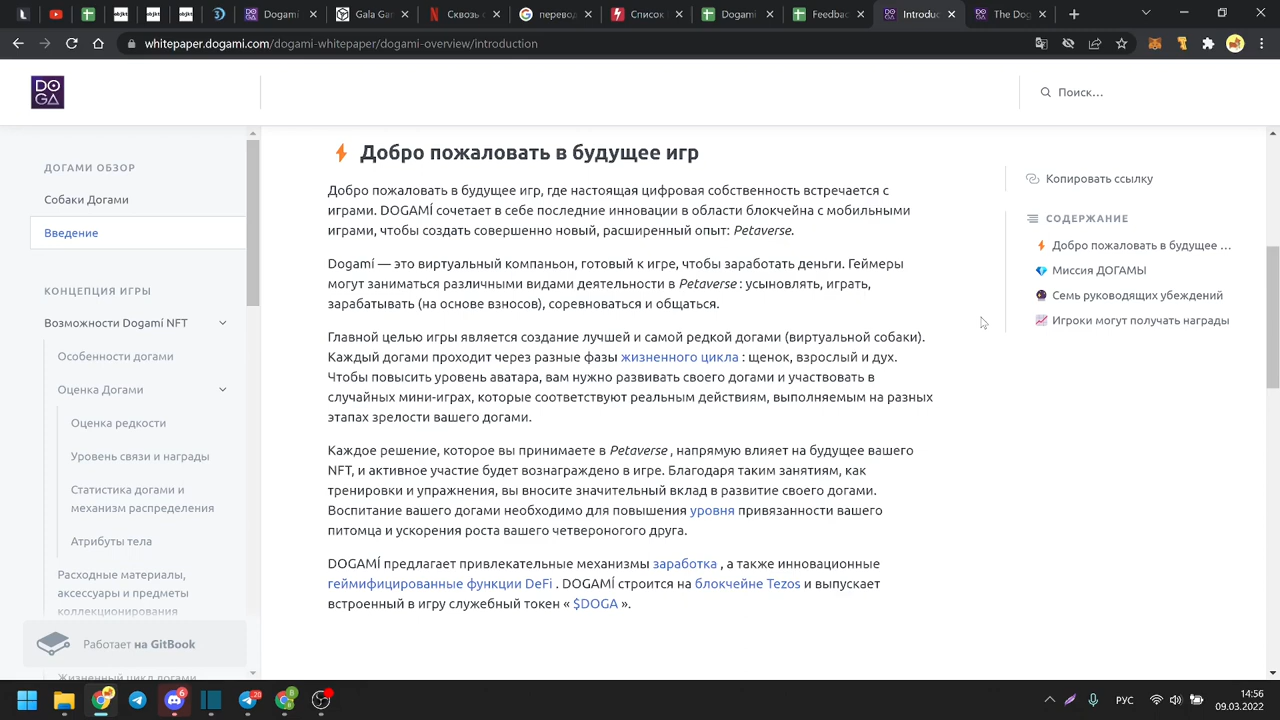 Dogami
Gala Gar
Сквозь
перевод
Список
Dogami
Feedbac
Introduc
The Dog
whitepaper.dogami.com/dogami-whitepaper/dogami-overview/introduction
DO
GA
Поиск…
ДОГАМИ ОБЗОР
Собаки Догами
Введение
КОНЦЕПЦИЯ ИГРЫ
Возможности Dogamí NFT
Особенности догами
Оценка Догами
Оценка редкости
Уровень связи и награды
Статистика догами и
механизм распределения
Атрибуты тела
Расходные материалы,
аксессуары и предметы
коллекционирования
Работает на GitBook
Жизненный цикл догами
Добро пожаловать в будущее игр
Добро пожаловать в будущее игр, где настоящая цифровая собственность встречается с
играми. DOGAMÍ сочетает в себе последние инновации в области блокчейна с мобильными
играми, чтобы создать совершенно новый, расширенный опыт: Petaverse.
Dogamí — это виртуальный компаньон, готовый к игре, чтобы заработать деньги. Геймеры
могут заниматься различными видами деятельности в Petaverse : усыновлять, играть,
зарабатывать (на основе взносов), соревноваться и общаться.
Главной целью игры является создание лучшей и самой редкой догами (виртуальной собаки).
Каждый догами проходит через разные фазы жизненного цикла : щенок, взрослый и дух.
Чтобы повысить уровень аватара, вам нужно развивать своего догами и участвовать в
случайных мини-играх, которые соответствуют реальным действиям, выполняемым на разных
этапах зрелости вашего догами.
Каждое решение, которое вы принимаете в Petaverse , напрямую влияет на будущее вашего
NFT, и активное участие будет вознаграждено в игре. Благодаря таким занятиям, как
тренировки и упражнения, вы вносите значительный вклад в развитие своего догами.
Воспитание вашего догами необходимо для повышения уровня привязанности вашего
питомца и ускорения роста вашего четвероногого друга.
DOGAMÍ предлагает привлекательные механизмы заработка , а также инновационные
геймифицированные функции DeFi . DOGAMÍ строится на блокчейне Tezos и выпускает
встроенный в игру служебный токен « $DOGA ».
Копировать ссылку
СОДЕРЖАНИЕ
Добро пожаловать в будущее …
Миссия ДОГАМЫ
Семь руководящих убеждений
Игроки могут получать награды
РУС
14:56
09.03.2022